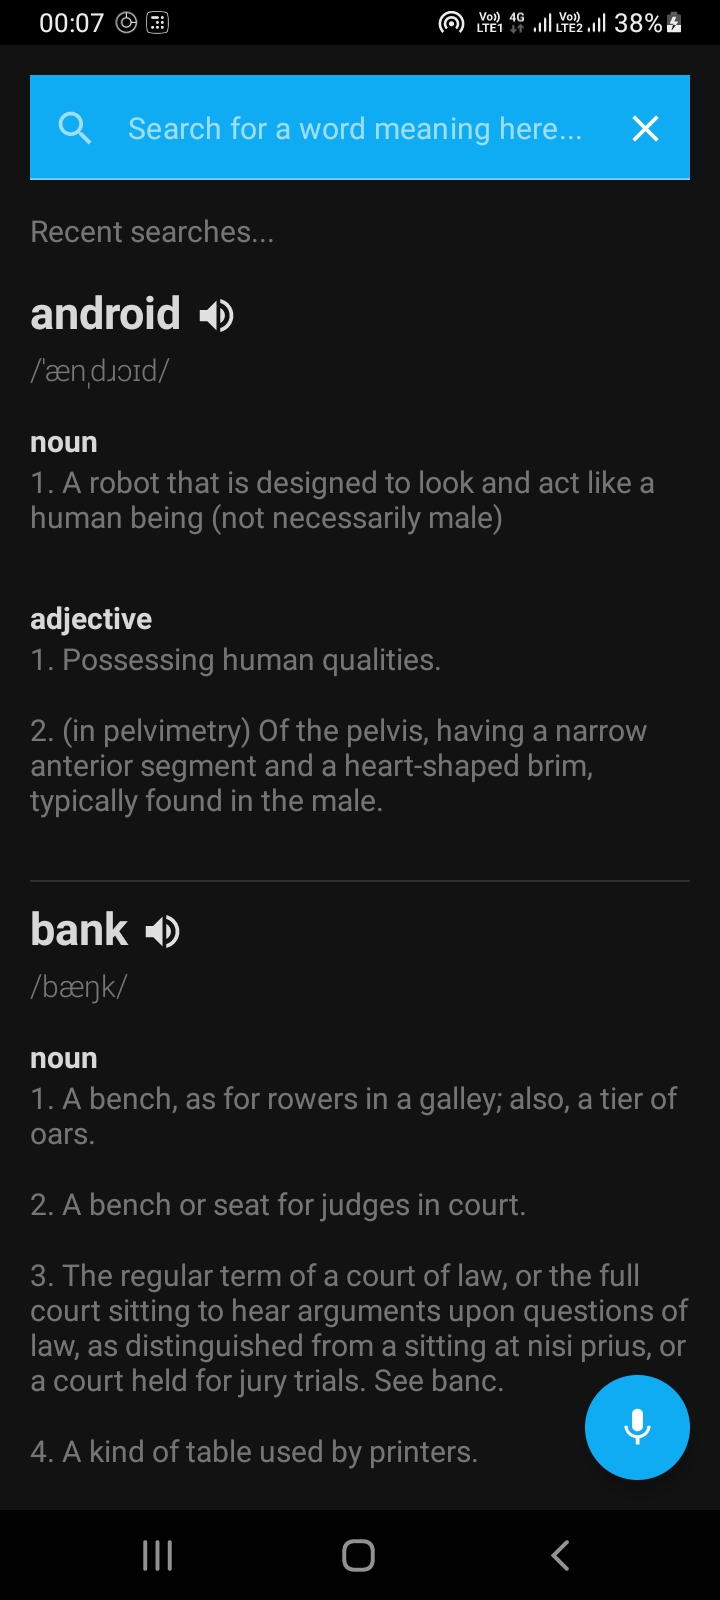 00:07
Vo)) 4G Vo)) 38%
LTE1 LTE2
Search for a word meaning here...
Recent searches...
android
/ˈænˌdɹɔɪd/
noun
1. A robot that is designed to look and act like a
human being (not necessarily male)
adjective
1. Possessing human qualities.
2. (in pelvimetry) Of the pelvis, having a narrow
anterior segment and a heart-shaped brim,
typically found in the male.
bank
/bæŋk/
noun
1. A bench, as for rowers in a galley; also, a tier of
oars.
2. A bench or seat for judges in court.
3. The regular term of a court of law, or the full
court sitting to hear arguments upon questions of
law, as distinguished from a sitting at nisi prius, or
a court held for jury trials. See banc.
4. A kind of table used by printers.